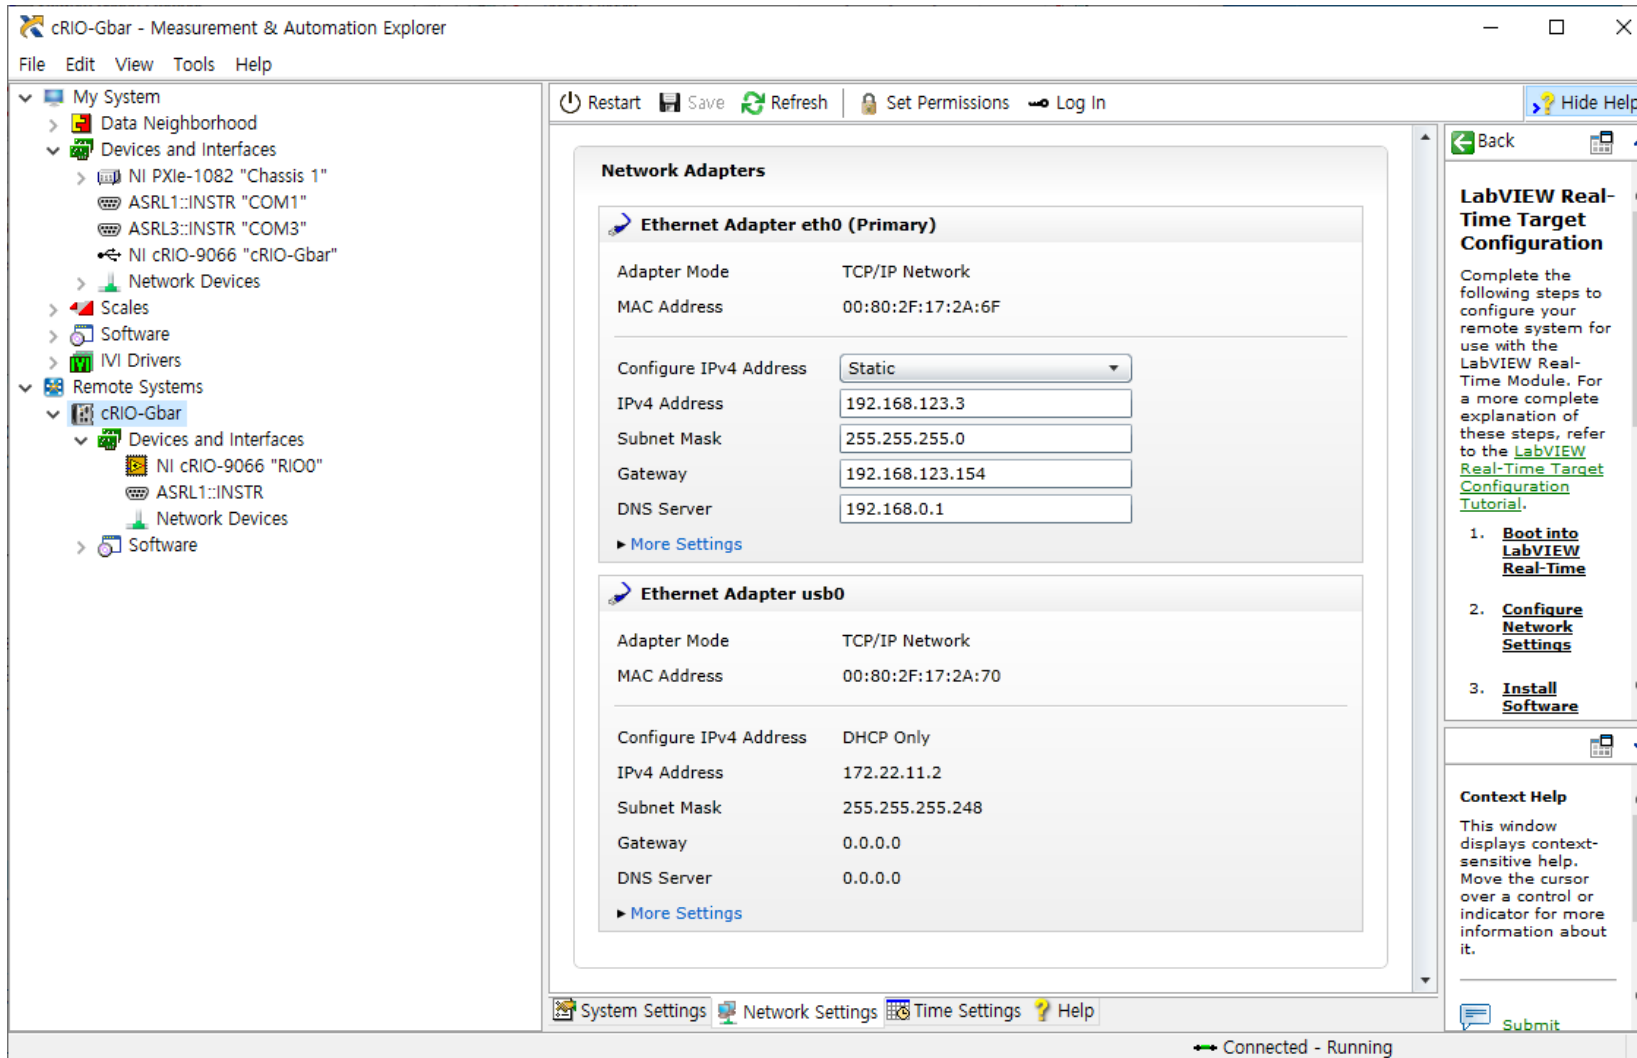 cRIO-Gbar - Measurement & Automation Explorer
File Edit View Tools Help
My System
Data Neighborhood
Devices and Interfaces
NI PXIe-1082 "Chassis 1"
ASRL1::INSTR "COM1"
ASRL3::INSTR "COM3"
NI cRIO-9066 "cRIO-Gbar"
Network Devices
Scales
Software
IVI Drivers
Remote Systems
cRIO-Gbar
Devices and Interfaces
NI cRIO-9066 "RIO0"
ASRL1::INSTR
Network Devices
Software
Restart Save Refresh Set Permissions Log In Hide Help
Network Adapters
Ethernet Adapter eth0 (Primary)
Adapter Mode TCP/IP Network
MAC Address 00:80:2F:17:2A:6F
Configure IPv4 Address Static
IPv4 Address 192.168.123.3
Subnet Mask 255.255.255.0
Gateway 192.168.123.154
DNS Server 192.168.0.1
More Settings
Ethernet Adapter usb0
Adapter Mode TCP/IP Network
MAC Address 00:80:2F:17:2A:70
Configure IPv4 Address DHCP Only
IPv4 Address 172.22.11.2
Subnet Mask 255.255.255.248
Gateway 0.0.0.0
DNS Server 0.0.0.0
More Settings
System Settings Network Settings Time Settings Help
Back
LabVIEW Real-
Time Target
Configuration
Complete the
following steps to
configure your
remote system for
use with the
LabVIEW Real-
Time Module. For
a more complete
explanation of
these steps, refer
to the LabVIEW
Real-Time Target
Configuration
Tutorial.
1. Boot into
LabVIEW
Real-Time
2. Configure
Network
Settings
3. Install
Software
Context Help
This window
displays context-
sensitive help.
Move the cursor
over a control or
indicator for more
information about
it.
Submit
Connected - Running